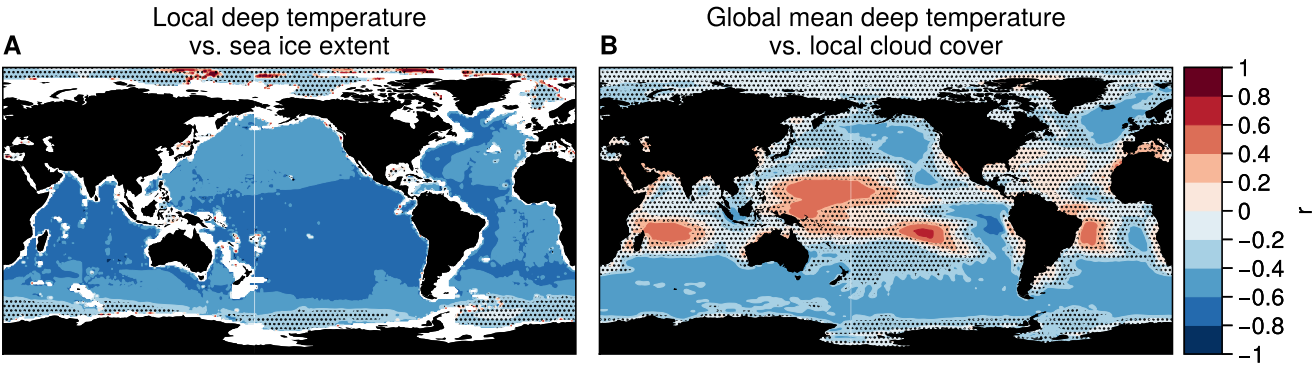 Local deep temperature
vs. sea ice extent
Global mean deep temperature
vs. local cloud cover
A
B
1
0.8
0.6
0.4
0.2
0
−0.2
−0.4
−0.6
−0.8
−1
r